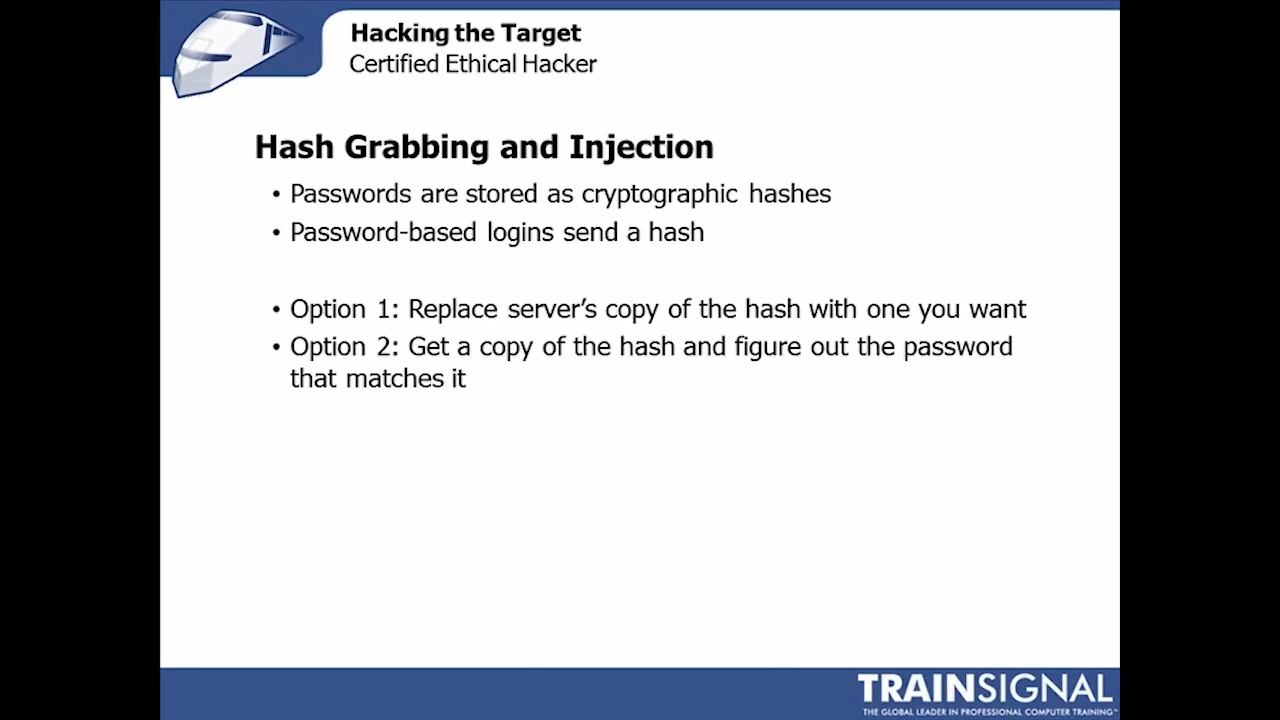 Hacking the Target
Certified Ethical Hacker
Hash Grabbing and Injection
• Passwords are stored as cryptographic hashes
• Password-based logins send a hash
• Option 1: Replace server’s copy of the hash with one you want
• Option 2: Get a copy of the hash and figure out the password
that matches it
TRAINSIGNAL
THE GLOBAL LEADER IN PROFESSIONAL COMPUTER TRAINING™